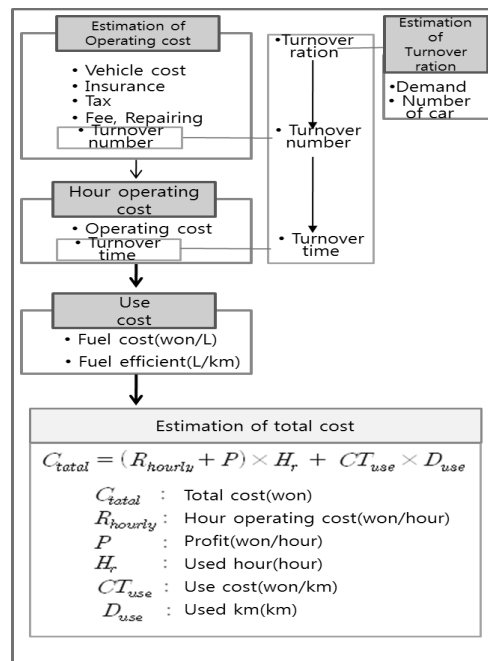 Estimation of
Operating cost
• Vehicle cost
• Insurance
• Tax
• Fee, Repairing
• Turnover
number
•Turnover
ration
• Turnover
number
• Turnover
time
Estimation
of
Turnover
ration
•Demand
• Number
of car
Hour operating
cost
• Operating cost
• Turnover
time
Use
cost
• Fuel cost(won/L)
• Fuel efficient(L/km)
Estimation of total cost
C_tatal = (R_hourly + P) × H_r + CT_use × D_use
C_tatal : Total cost(won)
R_hourly : Hour operating cost(won/hour)
P : Profit(won/hour)
H_r : Used hour(hour)
CT_use : Use cost(won/km)
D_use : Used km(km)